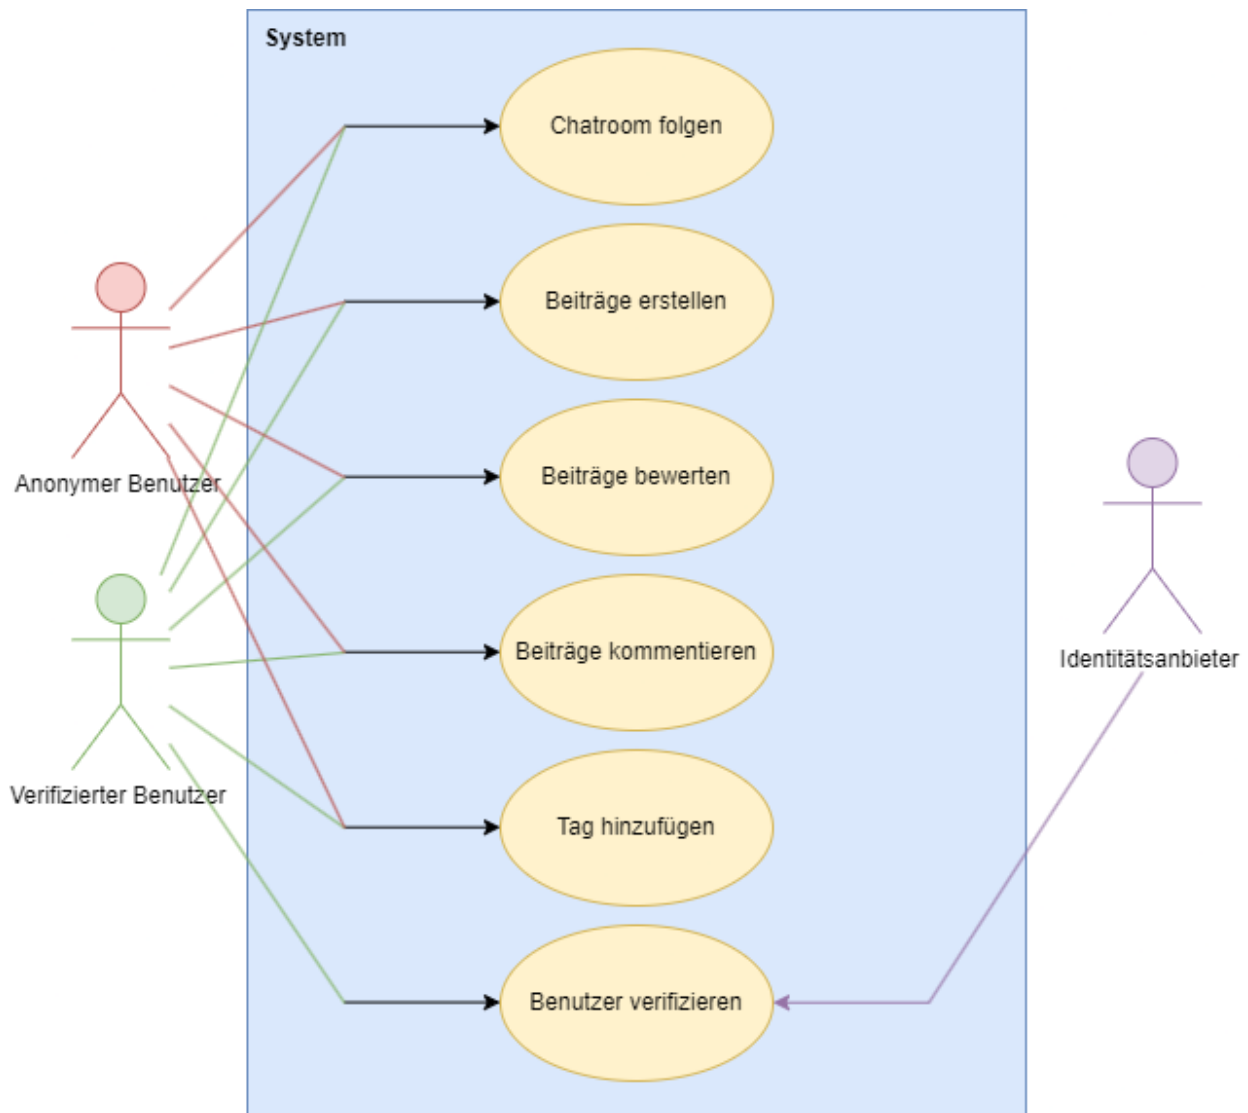 System
Chatroom folgen
Beiträge erstellen
Beiträge bewerten
Anonymer Benutzer
Beiträge kommentieren
Identitätsanbieter
Verifizierter Benutzer
Tag hinzufügen
Benutzer verifizieren